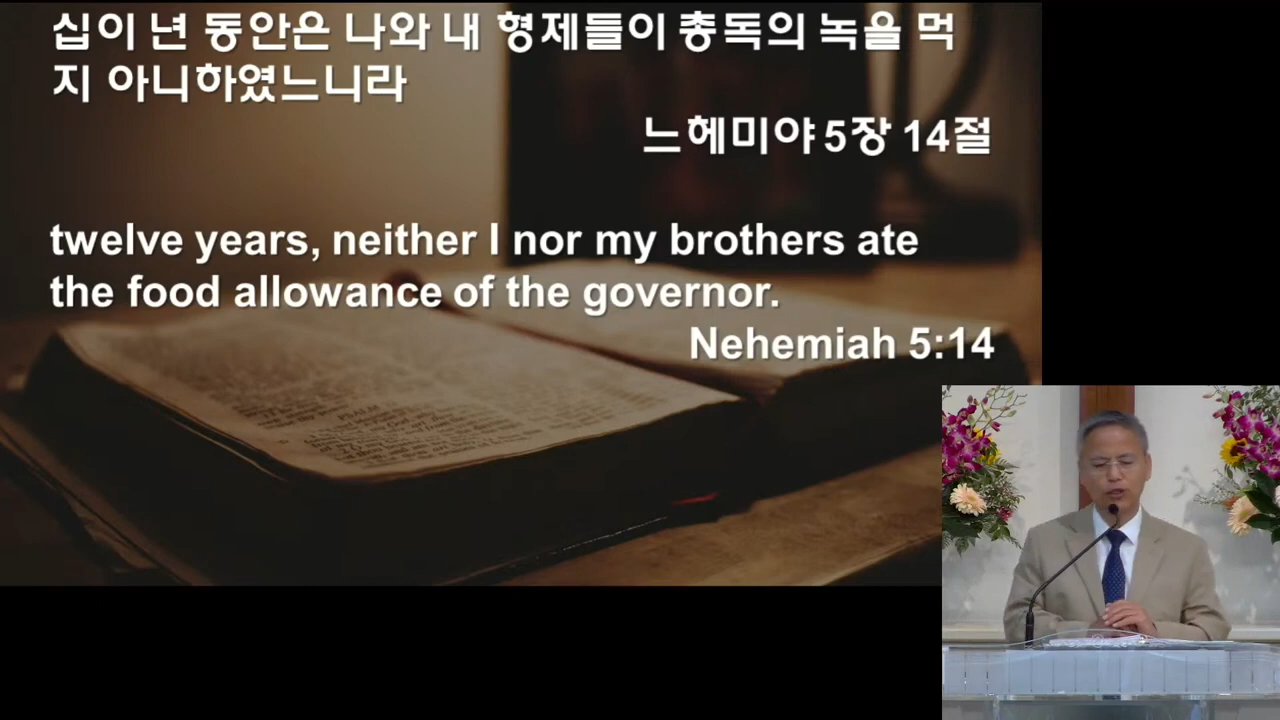 십이 년 동안은 나와 내 형제들이 총독의 녹을 먹
지 아니하였느니라
느헤미야 5장 14절
twelve years, neither I nor my brothers ate
the food allowance of the governor.
Nehemiah 5:14
PSALM